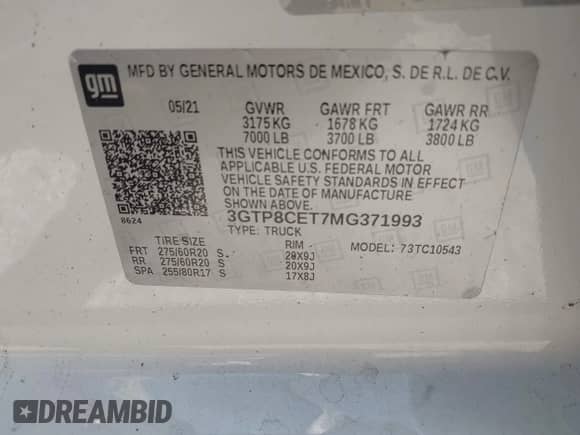 gm
MFD BY GENERAL MOTORS DE MEXICO, S. DE R.L. DE C.V.
05/21 GVWR GAWR FRT GAWR RR
3175 KG 1678 KG 1724 KG
7000 LB 3700 LB 3800 LB
THIS VEHICLE CONFORMS TO ALL
APPLICABLE U.S. FEDERAL MOTOR
VEHICLE SAFETY STANDARDS IN EFFECT
ON THE DATE OF MANUFACTURE
SHOWN ABOVE.
8624 3GTP8CET7MG371993
TYPE: TRUCK
TIRE SIZE RIM MODEL: 73TC10543
FRT 275/60R20 S 20X9J
RR 275/60R20 S 20X9J
SPA 255/80R17 S 17X8J
DREAMBID